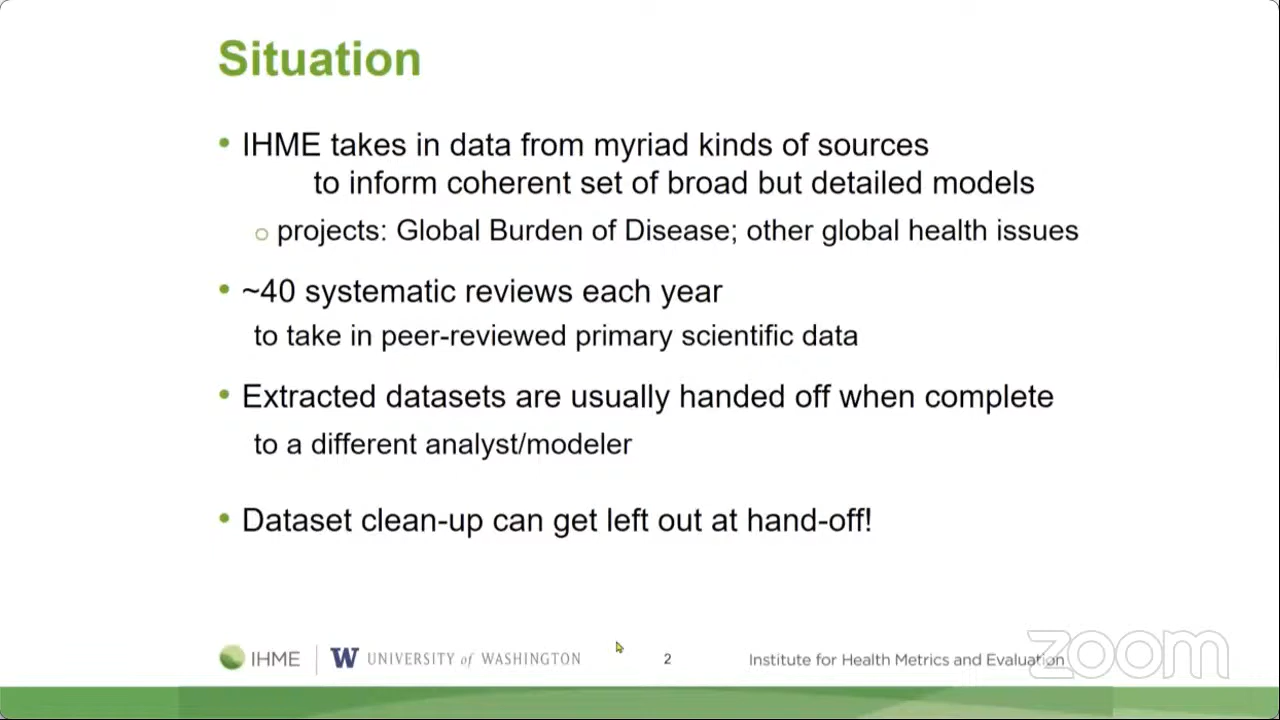 Situation
• IHME takes in data from myriad kinds of sources
to inform coherent set of broad but detailed models
o projects: Global Burden of Disease; other global health issues
• ~40 systematic reviews each year
to take in peer-reviewed primary scientific data
• Extracted datasets are usually handed off when complete
to a different analyst/modeler
• Dataset clean-up can get left out at hand-off!
IHME | W UNIVERSITY of WASHINGTON 2 Institute for Health Metrics and Evaluation
zoom